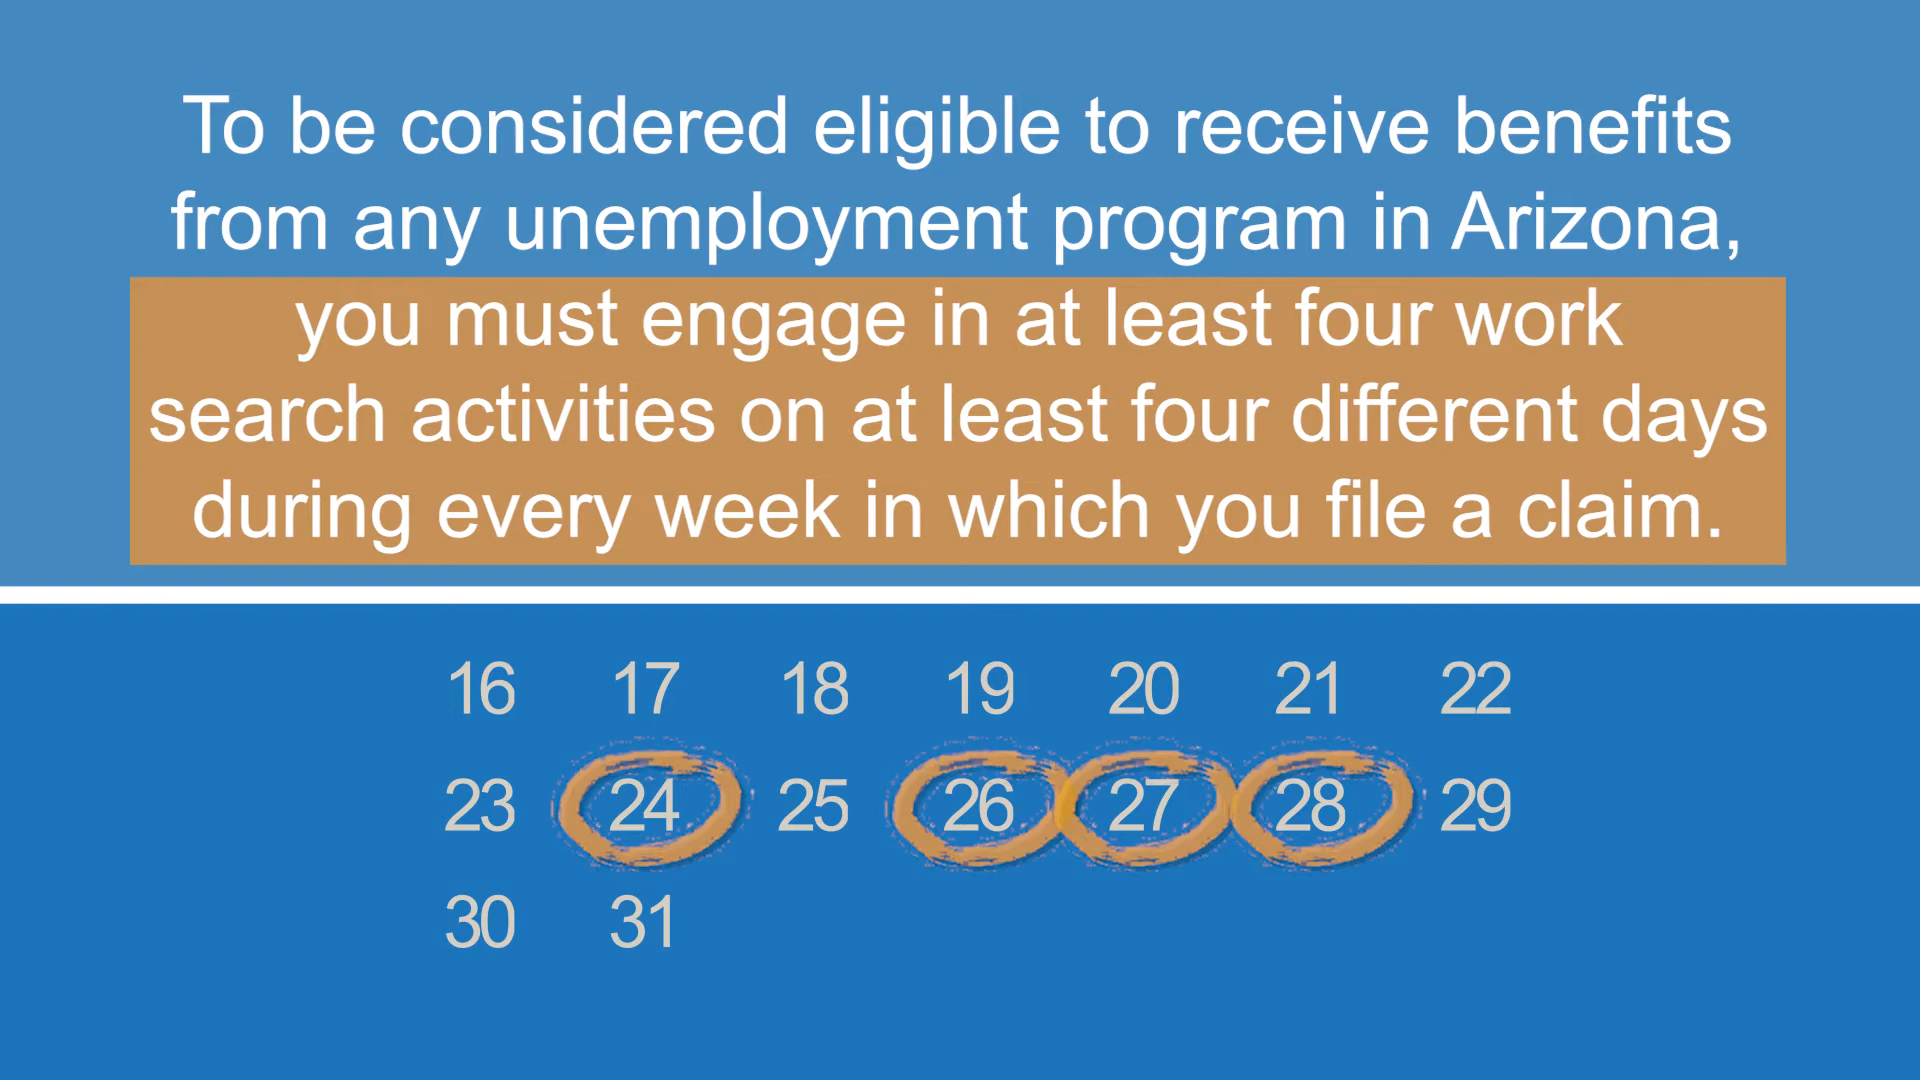 To be considered eligible to receive benefits
from any unemployment program in Arizona,
you must engage in at least four work
search activities on at least four different days
during every week in which you file a claim.
16 17 18 19 20 21 22
23 24 25 26 27 28 29
30 31